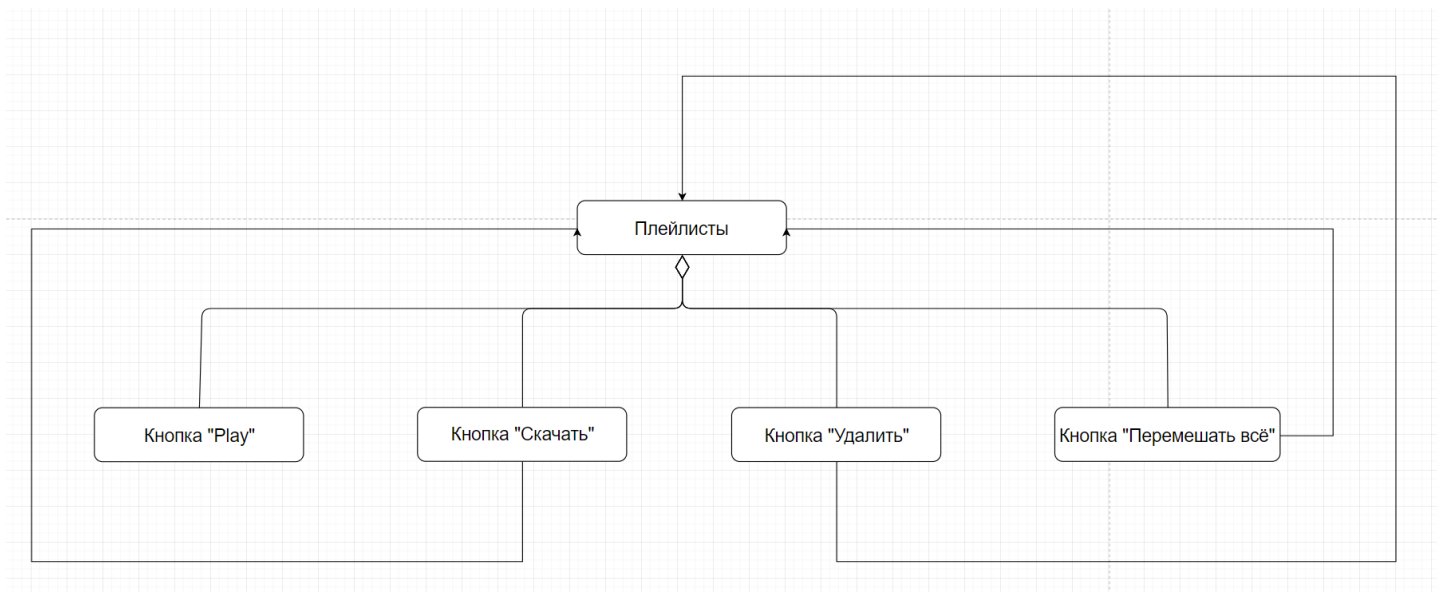 Плейлисты
Кнопка "Play"
Кнопка "Скачать"
Кнопка "Удалить"
Кнопка "Перемешать всё"